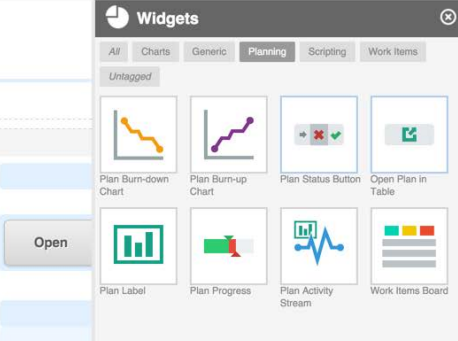 Widgets
All Charts Generic Planning Scripting Work Items
Untagged
Plan Burn-down Plan Burn-up Plan Status Button Open Plan in
Chart Chart Table
Open
Plan Label Plan Progress Plan Activity Work Items Board
Stream